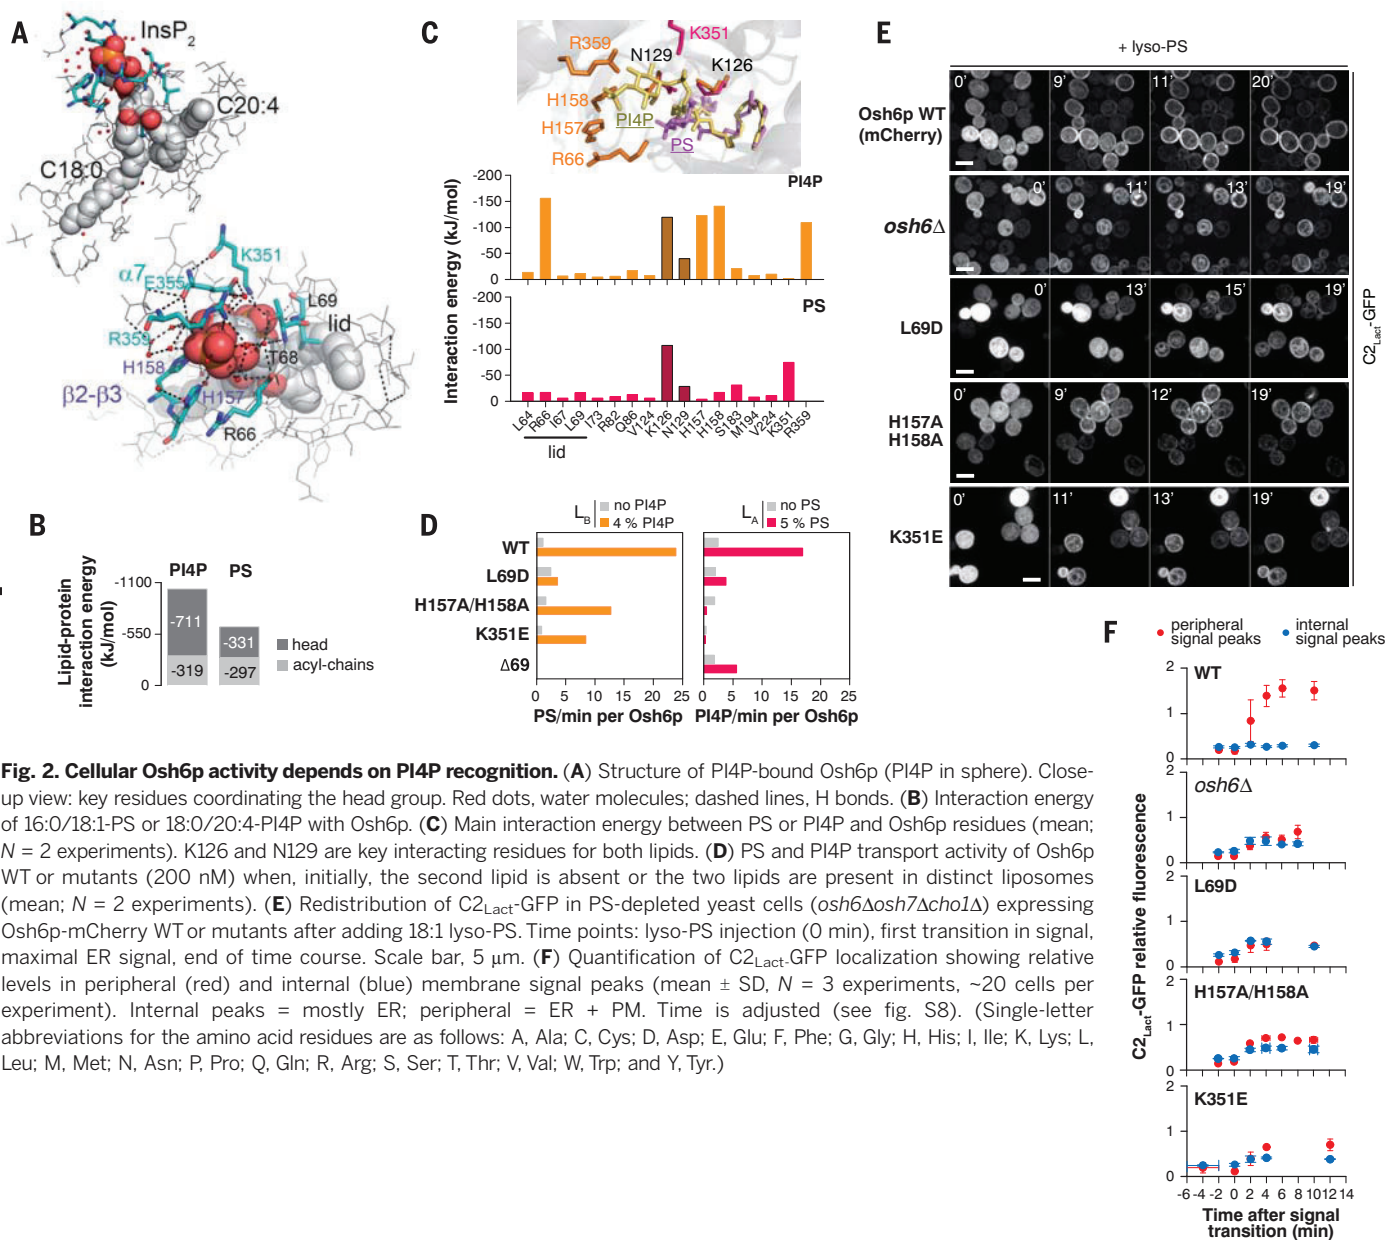 A
InsP2
C20:4
C18:0
K351
α7
E355
L69
lid
R359
H158
T68
β2-β3
H157
R66
B
PI4P
PS
-1100
-550
0
-711
-319
-331
-297
head
acyl-chains
Lipid-protein
interaction energy
(kJ/mol)
C
K351
R359
N129
K126
H158
PI4P
H157
PS
R66
PI4P
-200
-150
-100
-50
0
PS
-200
-150
-100
-50
0
Interaction energy (kJ/mol)
L64
R66
I67
L69
I73
R82
Q86
V124
K126
N129
H157
H158
S183
M194
V224
K351
R359
lid
D
LB
no PI4P
4 % PI4P
LA
no PS
5 % PS
WT
L69D
H157A/H158A
K351E
Δ69
0 5 10 15 20 25
PS/min per Osh6p
0 5 10 15 20 25
PI4P/min per Osh6p
E
+ lyso-PS
Osh6p WT
(mCherry)
0' 9' 11' 20'
osh6Δ
0' 11' 13' 19'
L69D
0' 13' 15' 19'
H157A
H158A
0' 9' 12' 19'
K351E
0' 11' 13' 19'
C2Lact-GFP
F
peripheral
signal peaks
internal
signal peaks
WT
2
1
0
osh6Δ
2
1
0
L69D
2
1
0
H157A/H158A
2
1
0
K351E
2
1
0
C2Lact-GFP relative fluorescence
-6 -4 -2 0 2 4 6 8 10 12 14
Time after signal
transition (min)
Fig. 2. Cellular Osh6p activity depends on PI4P recognition. (A) Structure of PI4P-bound Osh6p (PI4P in sphere). Close-
up view: key residues coordinating the head group. Red dots, water molecules; dashed lines, H bonds. (B) Interaction energy
of 16:0/18:1-PS or 18:0/20:4-PI4P with Osh6p. (C) Main interaction energy between PS or PI4P and Osh6p residues (mean;
N = 2 experiments). K126 and N129 are key interacting residues for both lipids. (D) PS and PI4P transport activity of Osh6p
WT or mutants (200 nM) when, initially, the second lipid is absent or the two lipids are present in distinct liposomes
(mean; N = 2 experiments). (E) Redistribution of C2Lact-GFP in PS-depleted yeast cells (osh6Δosh7Δcho1Δ) expressing
Osh6p-mCherry WT or mutants after adding 18:1 lyso-PS. Time points: lyso-PS injection (0 min), first transition in signal,
maximal ER signal, end of time course. Scale bar, 5 μm. (F) Quantification of C2Lact-GFP localization showing relative
levels in peripheral (red) and internal (blue) membrane signal peaks (mean ± SD, N = 3 experiments, ~20 cells per
experiment). Internal peaks = mostly ER; peripheral = ER + PM. Time is adjusted (see fig. S8). (Single-letter
abbreviations for the amino acid residues are as follows: A, Ala; C, Cys; D, Asp; E, Glu; F, Phe; G, Gly; H, His; I, Ile; K, Lys; L,
Leu; M, Met; N, Asn; P, Pro; Q, Gln; R, Arg; S, Ser; T, Thr; V, Val; W, Trp; and Y, Tyr.)